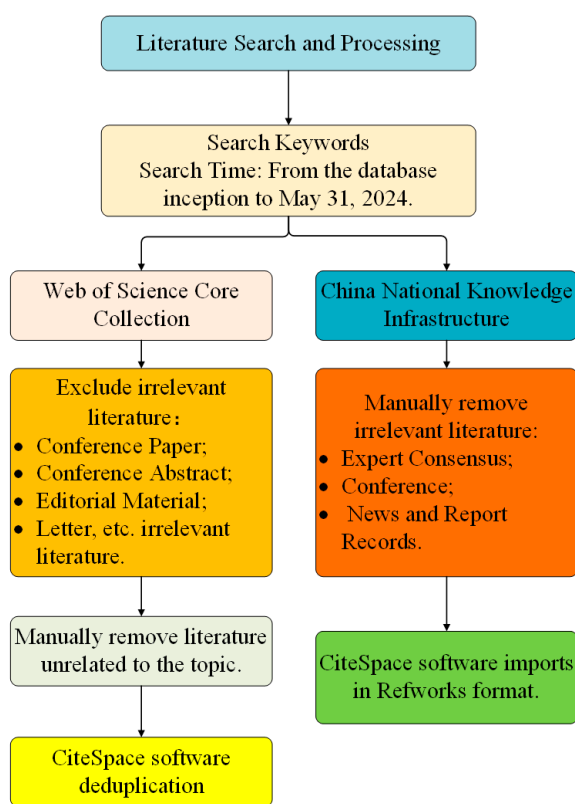 Literature Search and Processing
Search Keywords
Search Time: From the database
inception to May 31, 2024.
Web of Science Core
Collection
China National Knowledge
Infrastructure
Exclude irrelevant
literature：
● Conference Paper;
● Conference Abstract;
● Editorial Material;
● Letter, etc. irrelevant
literature.
Manually remove
irrelevant literature:
● Expert Consensus;
● Conference;
● News and Report
Records.
Manually remove literature
unrelated to the topic.
CiteSpace software imports
in Refworks format.
CiteSpace software
deduplication